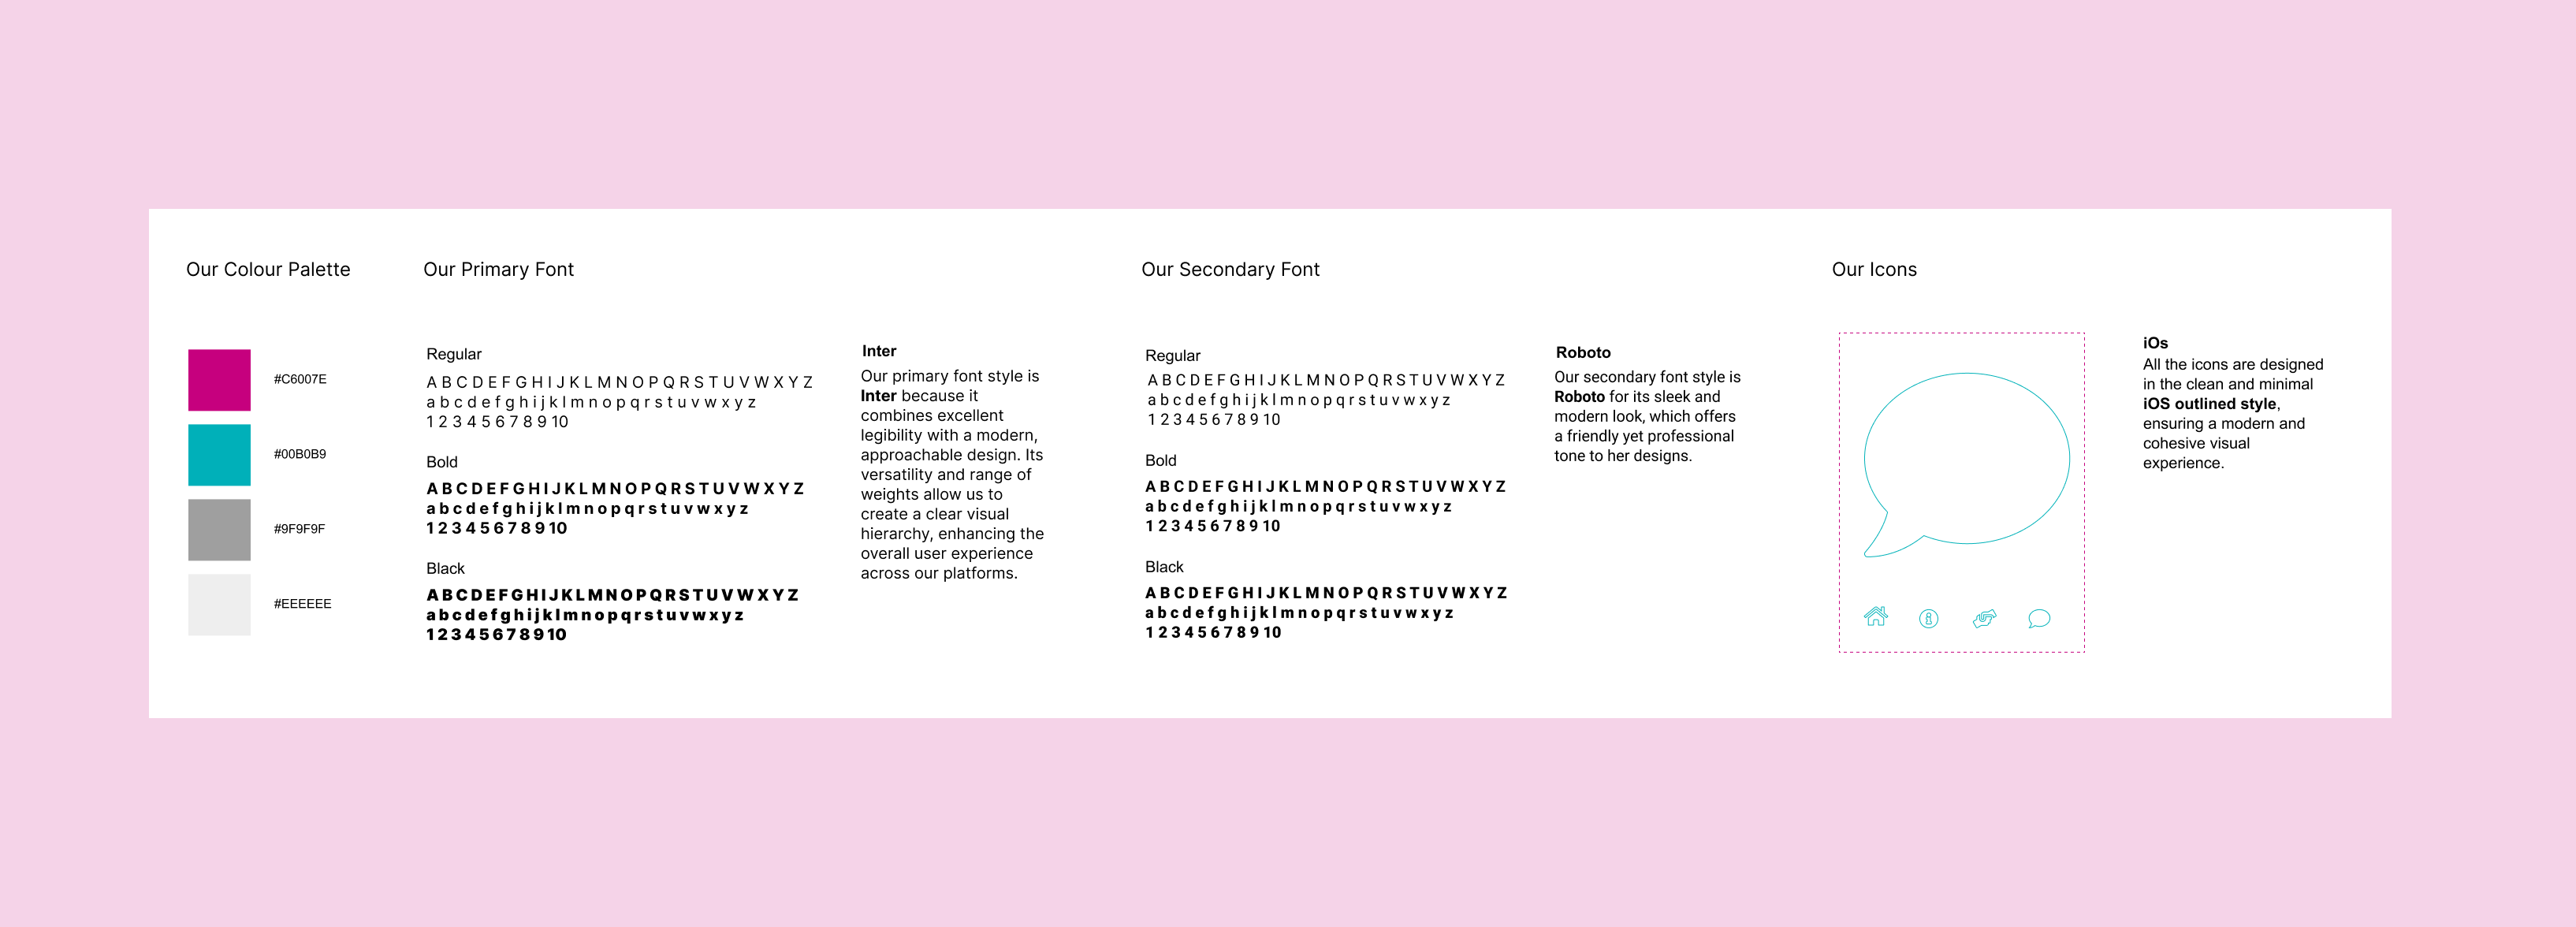 Our Colour Palette
#C6007E
#00B0B9
#9F9F9F
#EEEEEE
Our Primary Font
Regular
A B C D E F G H I J K L M N O P Q R S T U V W X Y Z
a b c d e f g h i j k l m n o p q r s t u v w x y z
1 2 3 4 5 6 7 8 9 10
Bold
A B C D E F G H I J K L M N O P Q R S T U V W X Y Z
a b c d e f g h i j k l m n o p q r s t u v w x y z
1 2 3 4 5 6 7 8 9 10
Black
A B C D E F G H I J K L M N O P Q R S T U V W X Y Z
a b c d e f g h i j k l m n o p q r s t u v w x y z
1 2 3 4 5 6 7 8 9 10
Inter
Our primary font style is
Inter because it
combines excellent
legibility with a modern,
approachable design. Its
versatility and range of
weights allow us to
create a clear visual
hierarchy, enhancing the
overall user experience
across our platforms.
Our Secondary Font
Regular
A B C D E F G H I J K L M N O P Q R S T U V W X Y Z
a b c d e f g h i j k l m n o p q r s t u v w x y z
1 2 3 4 5 6 7 8 9 10
Bold
A B C D E F G H I J K L M N O P Q R S T U V W X Y Z
a b c d e f g h i j k l m n o p q r s t u v w x y z
1 2 3 4 5 6 7 8 9 10
Black
A B C D E F G H I J K L M N O P Q R S T U V W X Y Z
a b c d e f g h i j k l m n o p q r s t u v w x y z
1 2 3 4 5 6 7 8 9 10
Roboto
Our secondary font style is
Roboto for its sleek and
modern look, which offers
a friendly yet professional
tone to her designs.
Our Icons
iOs
All the icons are designed
in the clean and minimal
iOS outlined style,
ensuring a modern and
cohesive visual
experience.